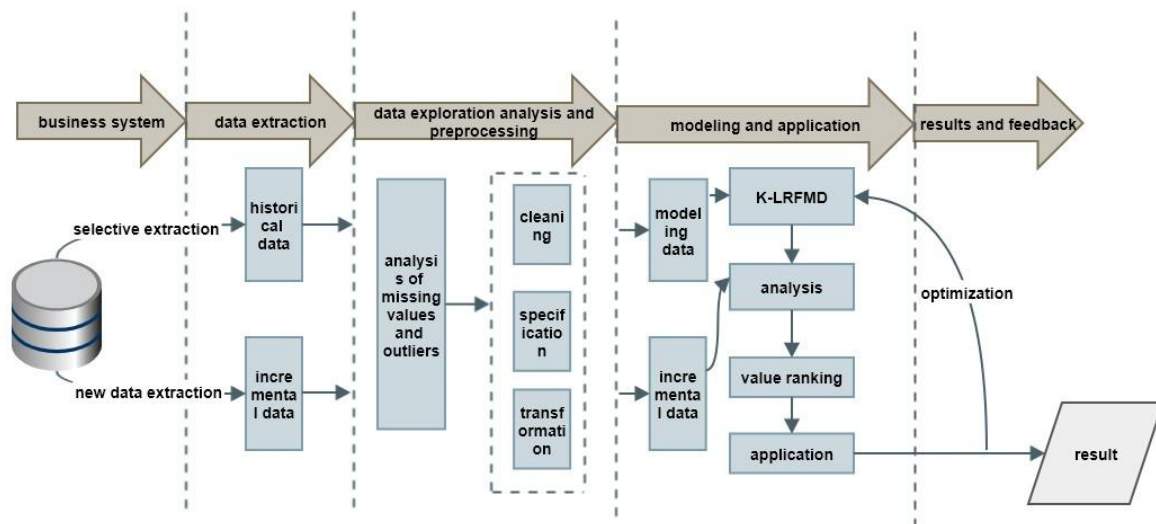 business system
data extraction
data exploration analysis and
preprocessing
modeling and application
results and feedback
selective extraction
new data extraction
histori
cal
data
incre
menta
l data
analysi
s of
missing
values
and
outliers
cleani
ng
specif
icatio
n
transf
ormati
on
model
ing
data
incre
menta
l data
K-LRFMD
analysis
value ranking
application
optimization
result